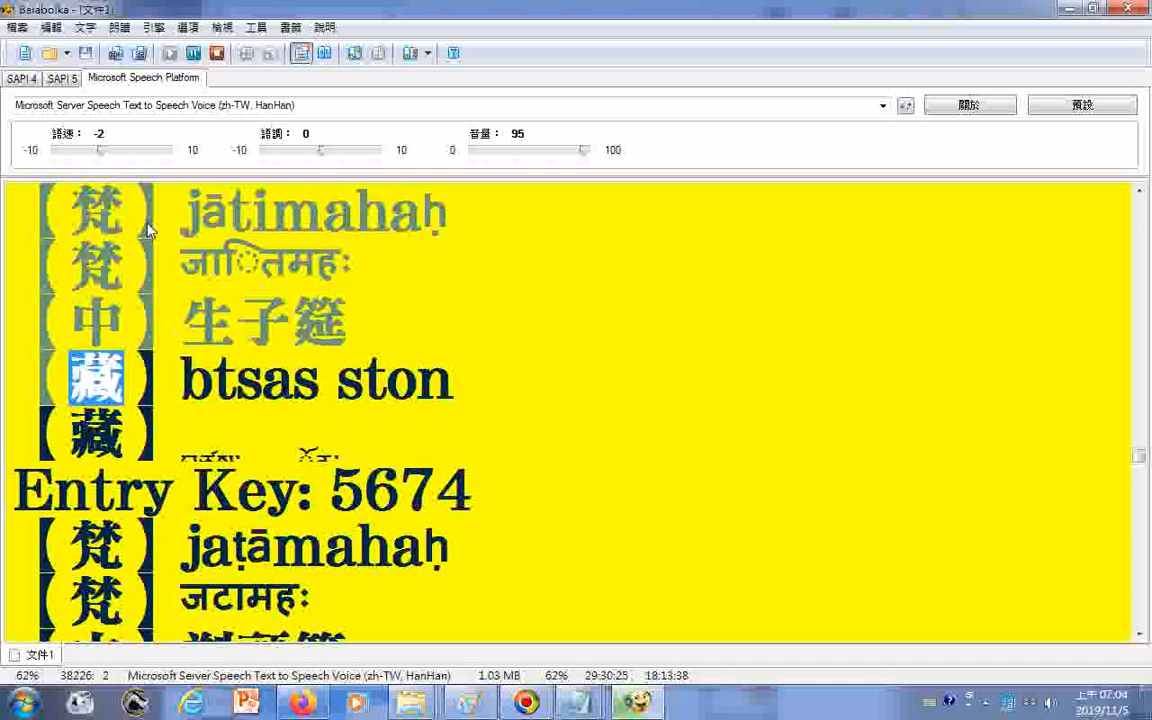 Balabolka - [文件1]
檔案 編輯 文字 朗讀 引擎 選項 檢視 工具 書籤 說明
SAPI 4 SAPI 5 Microsoft Speech Platform
Microsoft Server Speech Text to Speech Voice (zh-TW, HanHan) 關於 預設
語速： -2 語調： 0 音量： 95
-10 10 -10 10 0 100
【梵】 jātimahaḥ
【梵】 जाितमहः
【中】 生子筵
【藏】 btsas ston
【藏】
Entry Key: 5674
【梵】 jaṭāmahaḥ
【梵】 जटामहः
文件1
62% 38226: 2 Microsoft Server Speech Text to Speech Voice (zh-TW, HanHan) 1.03 MB 62% 29:30:25 18:13:38
上午 07:04
2019/11/5